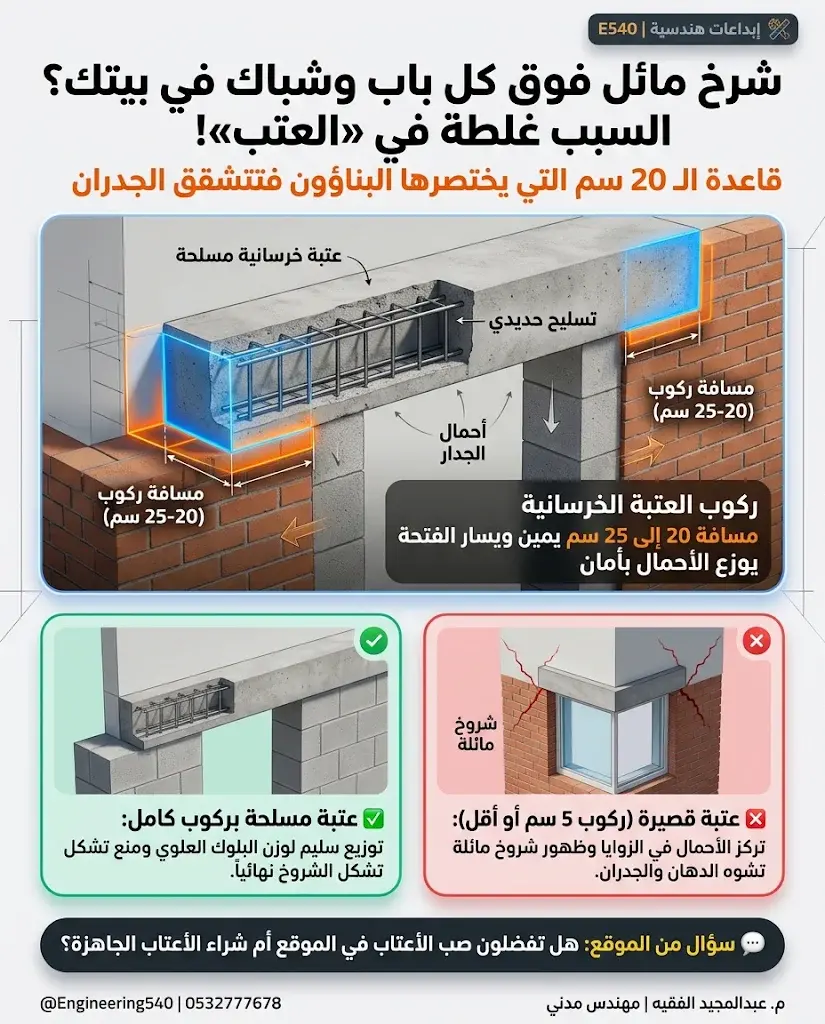 إبداعات هندسية | E540
شرخ مائل فوق كل باب وشباك في بيتك؟
السبب غلطة في «العتب»!
قاعدة الـ 20 سم التي يختصرها البناؤون فتتشقق الجدران
عتبة خرسانية مسلحة
تسليح حديدي
مسافة ركوب
(20-25 سم)
أحمال
الجدار
مسافة ركوب
(20-25 سم)
ركوب العتبة الخرسانية
مسافة 20 إلى 25 سم يمين ويسار الفتحة
يوزع الأحمال بأمان
شروخ
مائلة
❌ عتبة قصيرة (ركوب 5 سم أو أقل):
تركز الأحمال في الزوايا وظهور شروخ مائلة
تشوه الدهان والجدران.
✅ عتبة مسلحة بركوب كامل:
توزيع سليم لوزن البلوك العلوي ومنع تشكل
تشكل الشروخ نهائياً.
💬 سؤال من الموقع: هل تفضلون صب الأعتاب في الموقع أم شراء الأعتاب الجاهزة؟
م. عبدالمجيد الفقيه | مهندس مدني
@Engineering540 | 0532777678